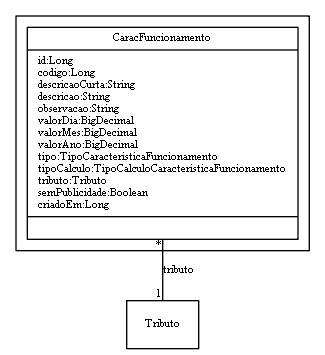 CaracFuncionamento
id:Long
codigo:Long
descricaoCurta:String
descricao:String
observacao:String
valorDia:BigDecimal
valorMes:BigDecimal
valorAno:BigDecimal
tipo:TipoCaracteristicaFuncionamento
tipoCalculo:TipoCalculoCaracteristicaFuncionamento
tributo:Tributo
semPublicidade:Boolean
criadoEm:Long
*
tributo
1
Tributo